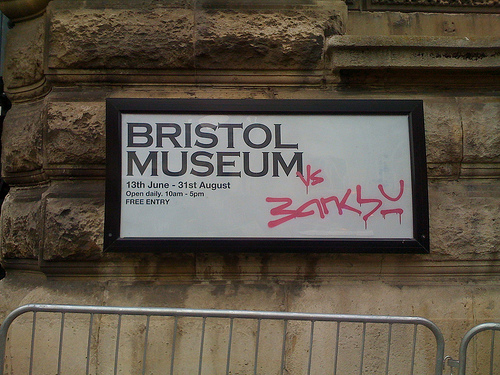 BRISTOL
MUSEUM
vs
BANKSY
13th June - 31st August
Open daily. 10am - 5pm
FREE ENTRY